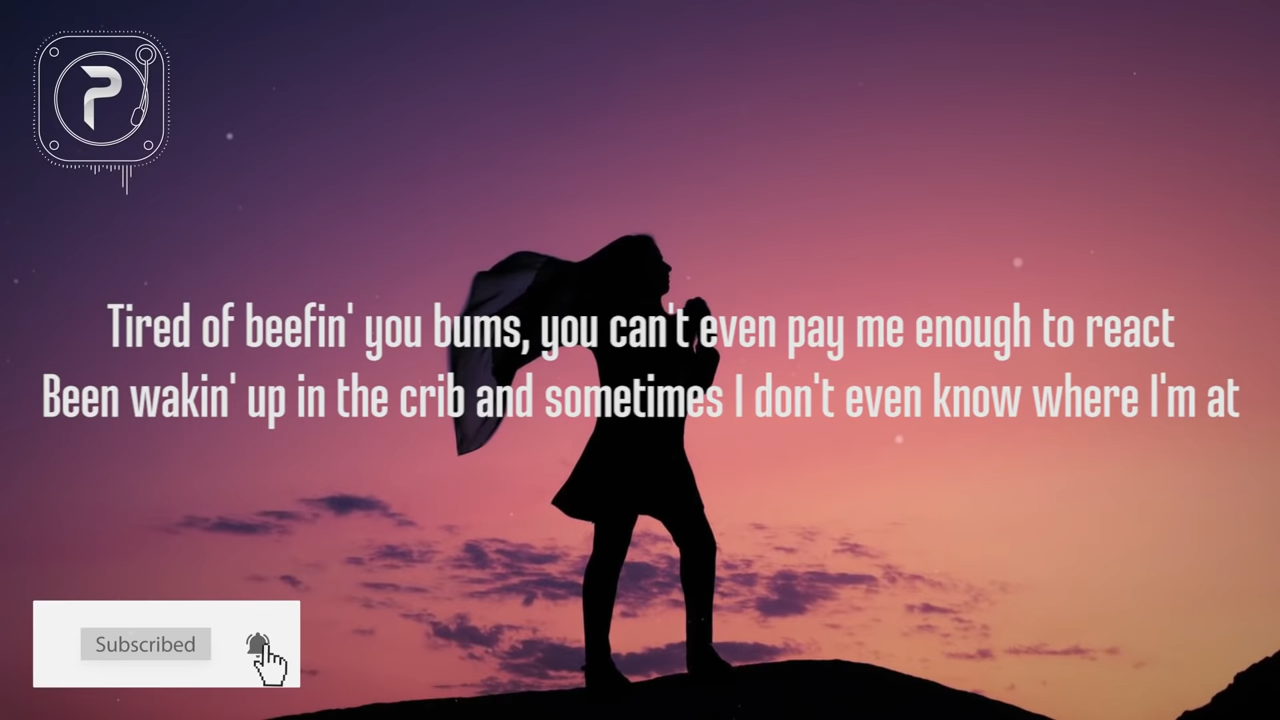 P
Tired of beefin' you bums, you can't even pay me enough to react
Been wakin' up in the crib and sometimes I don't even know where I'm at
Subscribed